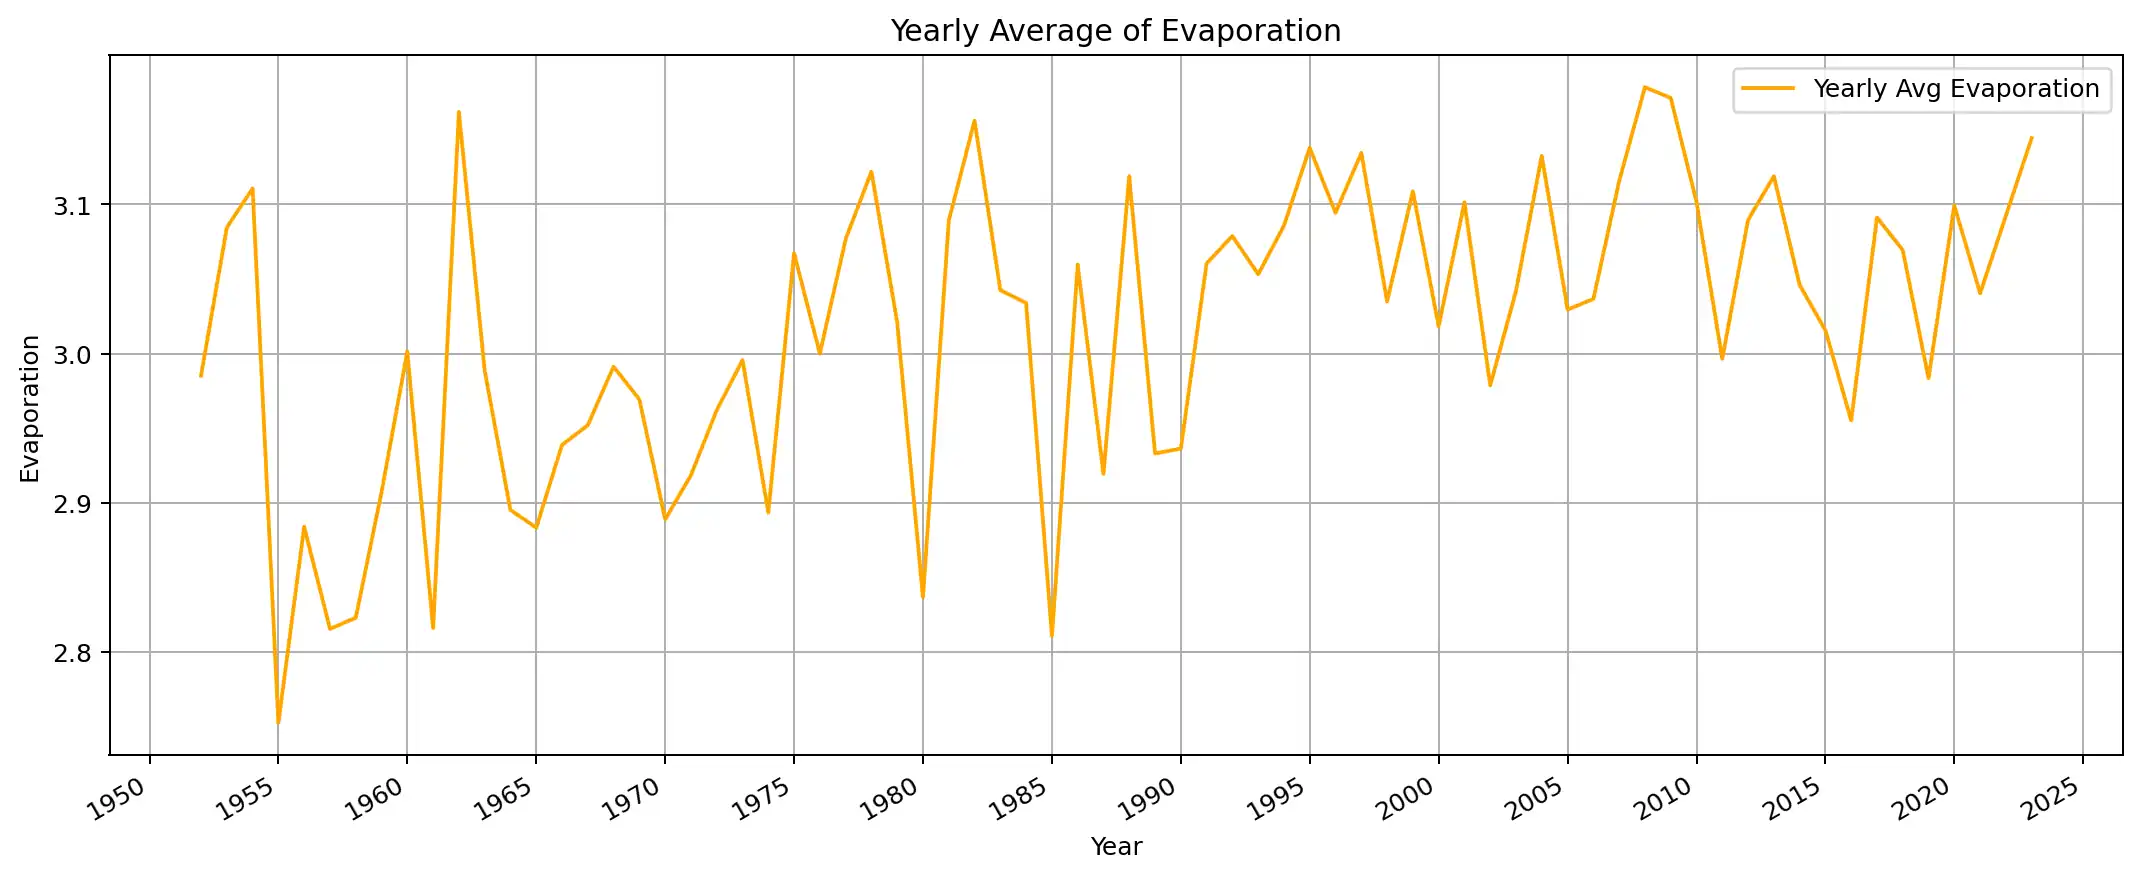 Yearly Average of Evaporation
Yearly Avg Evaporation
3.1
3.0
2.9
2.8
Evaporation
1950 1955 1960 1965 1970 1975 1980 1985 1990 1995 2000 2005 2010 2015 2020 2025
Year